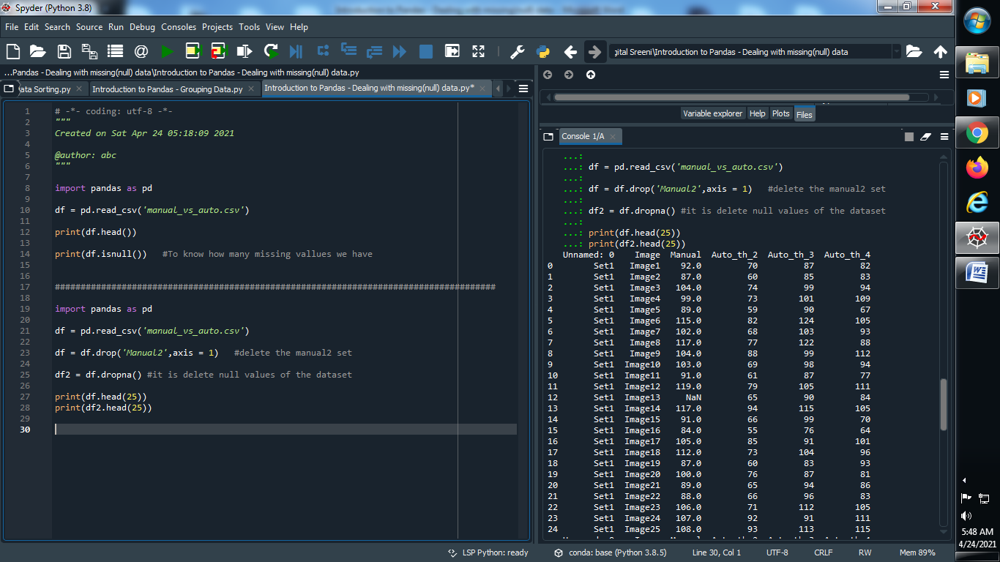 Spyder (Python 3.8)
File Edit Search Source Run Debug Consoles Projects Tools View Help
gital Sreeni\Introduction to Pandas - Dealing with missing(null) data
...Pandas - Dealing with missing(null) data\Introduction to Pandas - Dealing with missing(null) data.py
ata Sorting.py Introduction to Pandas - Grouping Data.py Introduction to Pandas - Dealing with missing(null) data.py*
1 # -*- coding: utf-8 -*-
2 """
3 Created on Sat Apr 24 05:18:09 2021
4
5 @author: abc
6 """
7
8 import pandas as pd
9
10 df = pd.read_csv('manual_vs_auto.csv')
11
12 print(df.head())
13
14 print(df.isnull())   #To know how many missing vallues we have
15
16
17 ######################################################################################
18
19 import pandas as pd
20
21 df = pd.read_csv('manual_vs_auto.csv')
22
23 df = df.drop('Manual2',axis = 1)   #delete the manual2 set
24
25 df2 = df.dropna() #it is delete null values of the dataset
26
27 print(df.head(25))
28 print(df2.head(25))
29
30
Variable explorer Help Plots Files
Console 1/A
...:
...: df = pd.read_csv('manual_vs_auto.csv')
...:
...: df = df.drop('Manual2',axis = 1)   #delete the manual2 set
...:
...: df2 = df.dropna() #it is delete null values of the dataset
...:
...: print(df.head(25))
...: print(df2.head(25))
Unnamed: 0 Image Manual Auto_th_2 Auto_th_3 Auto_th_4
0 Set1 Image1 92.0 70 87 82
1 Set1 Image2 87.0 60 85 83
2 Set1 Image3 104.0 74 99 94
3 Set1 Image4 99.0 73 101 109
4 Set1 Image5 89.0 59 90 67
5 Set1 Image6 115.0 82 124 105
6 Set1 Image7 102.0 68 103 93
7 Set1 Image8 117.0 77 122 88
8 Set1 Image9 104.0 88 99 112
9 Set1 Image10 103.0 69 98 94
10 Set1 Image11 91.0 61 87 77
11 Set1 Image12 119.0 79 105 111
12 Set1 Image13 NaN 65 90 84
13 Set1 Image14 117.0 94 115 105
14 Set1 Image15 91.0 66 99 70
15 Set1 Image16 84.0 55 76 64
16 Set1 Image17 105.0 85 91 101
17 Set1 Image18 112.0 73 104 96
18 Set1 Image19 87.0 60 83 93
19 Set1 Image20 100.0 76 87 81
20 Set1 Image21 89.0 65 94 86
21 Set1 Image22 88.0 66 96 83
22 Set1 Image23 106.0 71 112 105
23 Set1 Image24 107.0 92 91 111
24 Set1 Image25 108.0 93 113 115
LSP Python: ready conda: base (Python 3.8.5) Line 30, Col 1 UTF-8 CRLF RW Mem 89%
5:48 AM
4/24/2021